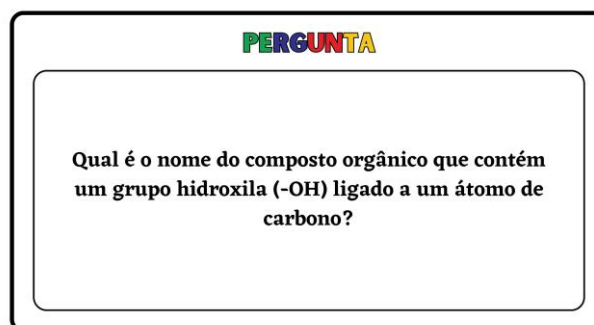 PERGUNTA
Qual é o nome do composto orgânico que contém
um grupo hidroxila (-OH) ligado a um átomo de
carbono?